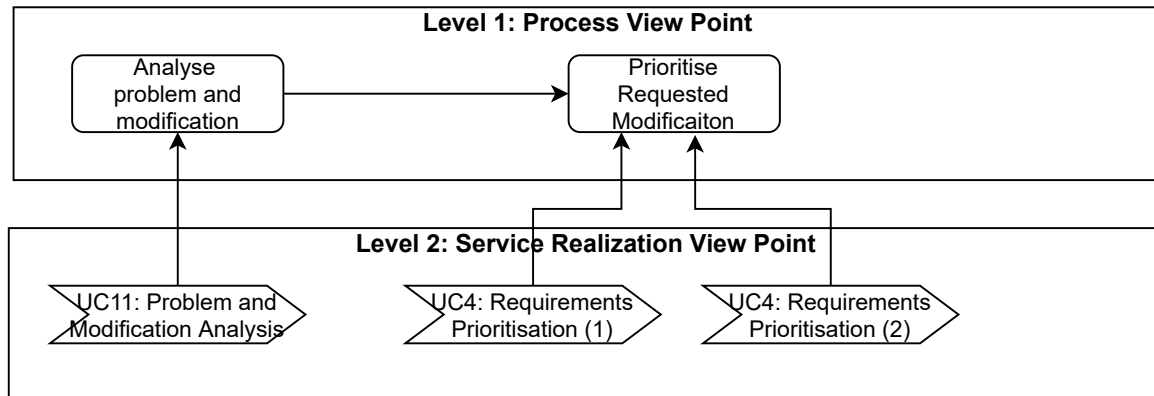 Level 1: Process View Point
Analyse
problem and
modification
Prioritise
Requested
Modificaiton
Level 2: Service Realization View Point
UC11: Problem and
Modification Analysis
UC4: Requirements
Prioritisation (1)
UC4: Requirements
Prioritisation (2)